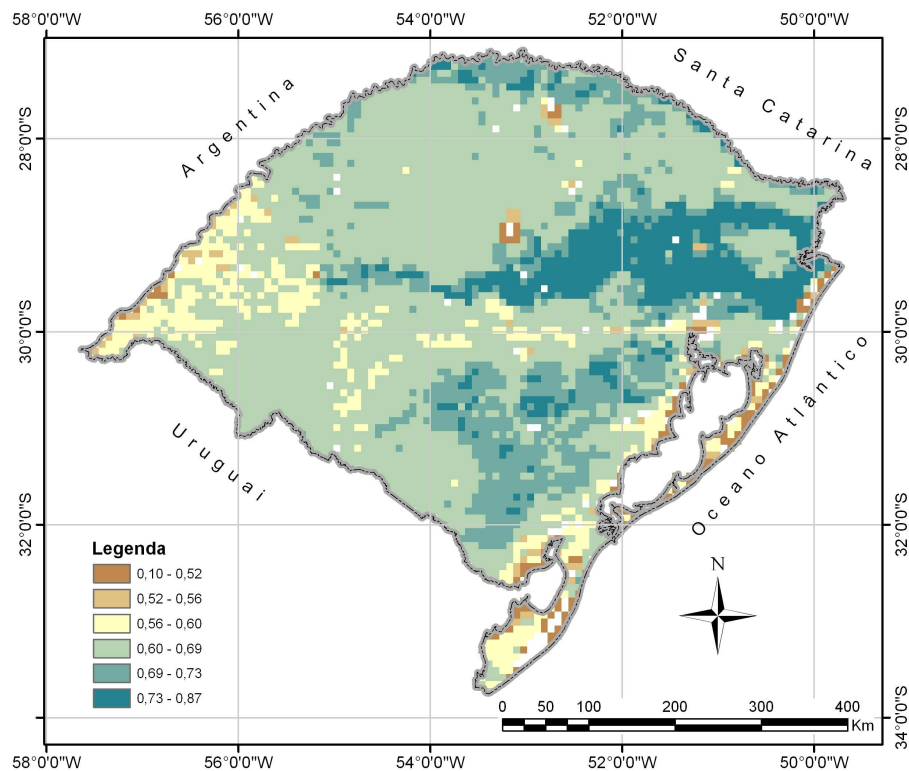 58°0'0"W 56°0'0"W 54°0'0"W 52°0'0"W 50°0'0"W
Argentina
Santa Catarina
28°0'0"S 28°0'0"S
30°0'0"S 30°0'0"S
Uruguai
Oceano Atlântico
32°0'0"S 32°0'0"S
Legenda
0,10 - 0,52
0,52 - 0,56
0,56 - 0,60
0,60 - 0,69
0,69 - 0,73
0,73 - 0,87
N
0 50 100 200 300 400
Km
34°0'0"S 34°0'0"S
58°0'0"W 56°0'0"W 54°0'0"W 52°0'0"W 50°0'0"W